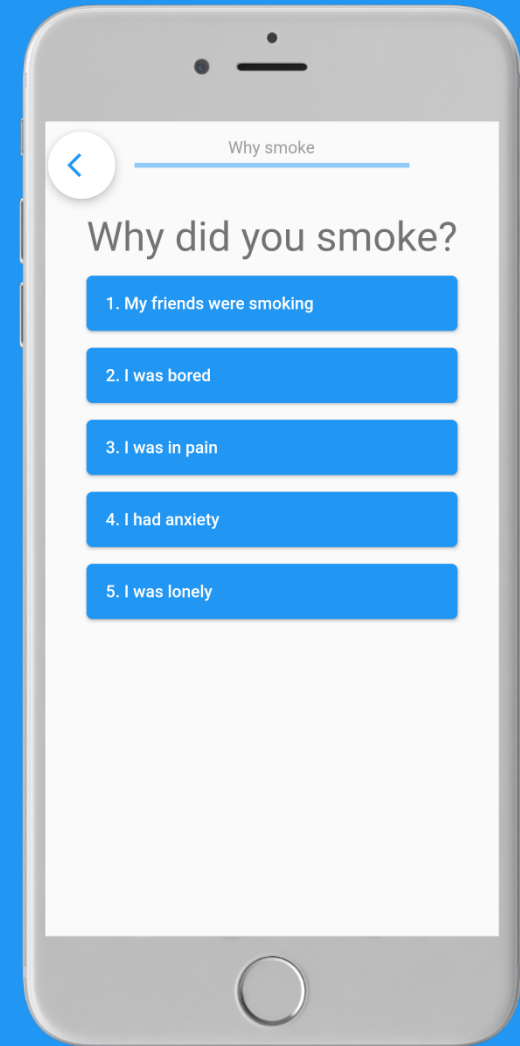 Why smoke
Why did you smoke?
1. My friends were smoking
2. I was bored
3. I was in pain
4. I had anxiety
5. I was lonely